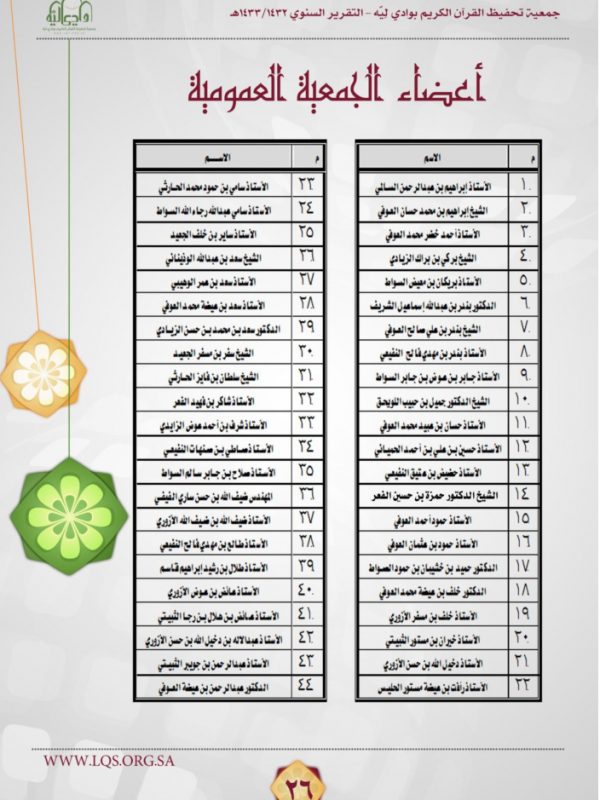 جمعية تحفيظ القرآن الكريم بوادي ليّه - التقرير السنوي ١٤٣٢/١٤٣٣هـ
أعضاء الجمعية العمومية
م الاسم
١. الأستاذ إبراهيم بن عبدالرحمن السالمي
٢. الشيخ إبراهيم بن محمد حسان العوفي
٣. الأستاذ أحمد خضر محمد العوفي
٤. الشيخ بركي بن براك الزيادي
٥. الأستاذ بريكان بن معيض السواط
٦. الدكتور بندر بن عبدالله إسماعيل الشريف
٧. الشيخ بندر بن علي صالح العوفي
٨. الأستاذ بندر بن مهدي فالح النفيعي
٩. الأستاذ جابر بن عوض بن جابر السواط
١٠. الشيخ الدكتور جميل بن حبيب اللويحق
١١. الأستاذ حسان بن عبيد محمد العوفي
١٢ الأستاذ حسين بن علي بن أحمد الحمياني
١٣. الأستاذ حضيض بن عتيق النفيعي
١٤ الشيخ الدكتور حمزة بن حسين الفعر
١٥ الأستاذ حمود أحمد العوفي
١٦ الأستاذ حمود بن عثمان العوفي
١٧ الدكتور حميد بن خثيبان بن حمود السواط
١٨ الدكتور خلف بن عيضة محمد العوفي
١٩ الأستاذ خلف بن مسفر الأزوري
٢٠. الأستاذ خيران بن مستور الثبيتي
٢١ الأستاذ دخيل الله بن حسن الأزوري
٢٢ الأستاذ رأفت بن عيضة مستور الحليس
م الاســم
٢٣ الأستاذ سامي بن حمود محمد الحارثي
٢٤ الأستاذ سامي عبدالله رجاء الله السواط
٢٥ الأستاذ ساير بن خلف الجعيد
٢٦ الشيخ سعد بن عبدالله الوقيناني
٢٧ الأستاذ سعد بن عمر الوهيبي
٢٨ الأستاذ سعد بن عيضة محمد العوفي
٢٩ الدكتور سعد بن محمد بن حسن الزيادي
٣٠. الشيخ سفر بن مسفر الجعيد
٣١. الشيخ سلطان بن فايز الحارثي
٣٢ الأستاذ شاكر بن فهيد الفعر
٣٣ الأستاذ شرف بن أحمد عوض الزايدي
٣٤ الأستاذ صاطي بن صنهات النفيعي
٣٥ الأستاذ صلاح بن جابر سالم السواط
٣٦ المهندس ضيف الله بن حسن ساري الفيفي
٣٧ الأستاذ ضيف الله بن ضيف الله الأزوري
٣٨ الأستاذ طالع بن مهدي فالح النفيعي
٣٩ الأستاذ طلال بن رشيد إبراهيم قاسم
٤٠. الأستاذ عائض بن عوض الأزوري
٤١. الأستاذ عائض بن هلال بن رجا الثبيتي
٤٢ الأستاذ عبدالاله بن دخيل الله بن حسن الأزوري
٤٣. الأستاذ عبدالرحمن بن جويبر الثبيتي
٤٤ الدكتور عبدالرحمن بن عيضة العوفي
WWW.LQS.ORG.SA
٢٦